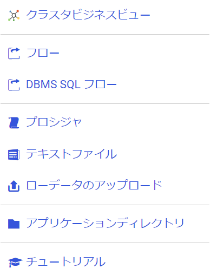 クラスタビジネスビュー
フロー
DBMS SQL フロー
プロシジャ
テキストファイル
ローデータのアップロード
アプリケーションディレクトリ
チュートリアル